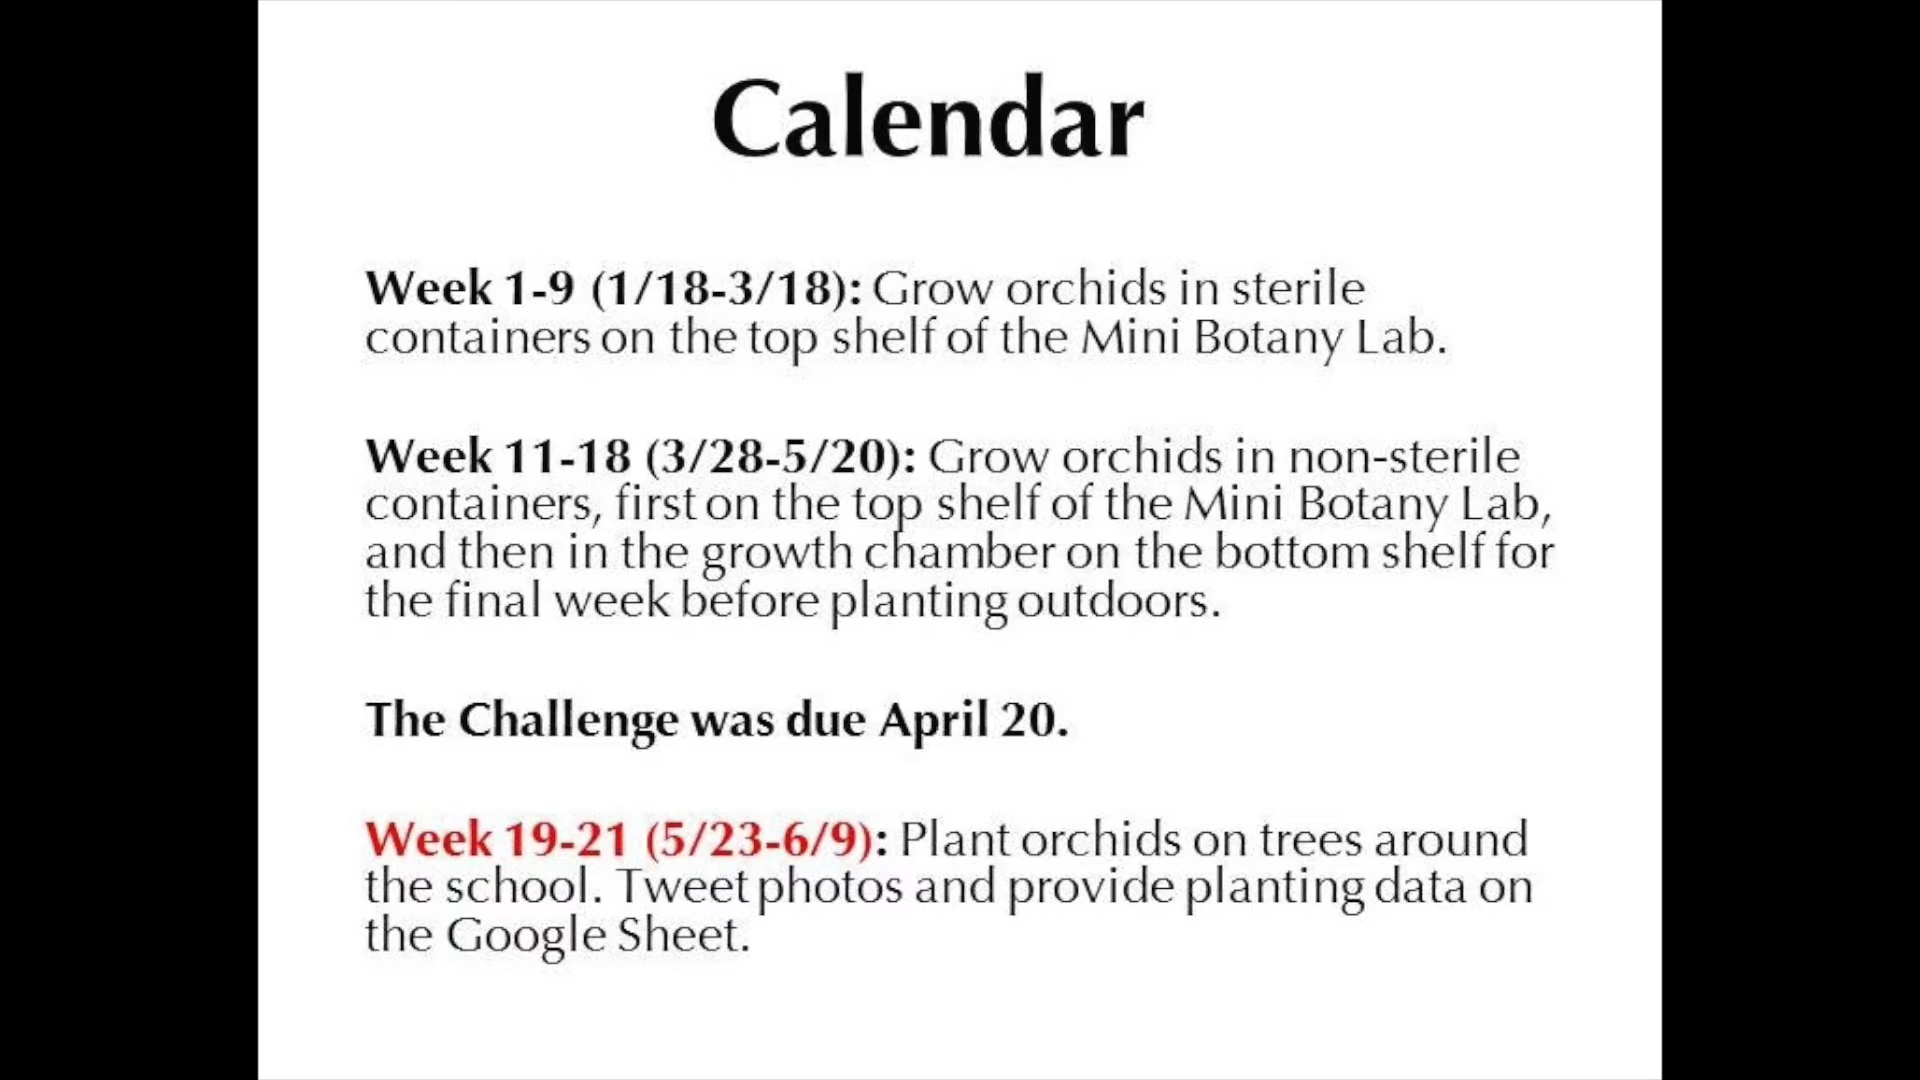 Calendar
Week 1-9 (1/18-3/18): Grow orchids in sterile
containers on the top shelf of the Mini Botany Lab.
Week 11-18 (3/28-5/20): Grow orchids in non-sterile
containers, first on the top shelf of the Mini Botany Lab,
and then in the growth chamber on the bottom shelf for
the final week before planting outdoors.
The Challenge was due April 20.
Week 19-21 (5/23-6/9): Plant orchids on trees around
the school. Tweet photos and provide planting data on
the Google Sheet.